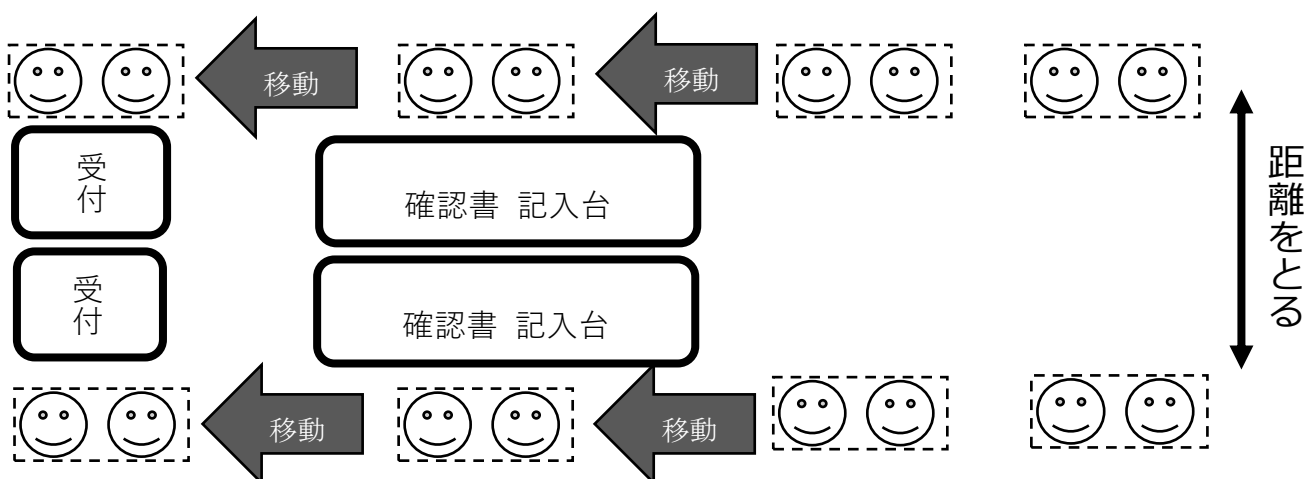 移動
移動
受付
確認書 記入台
距離をとる
受付
確認書 記入台
移動
移動